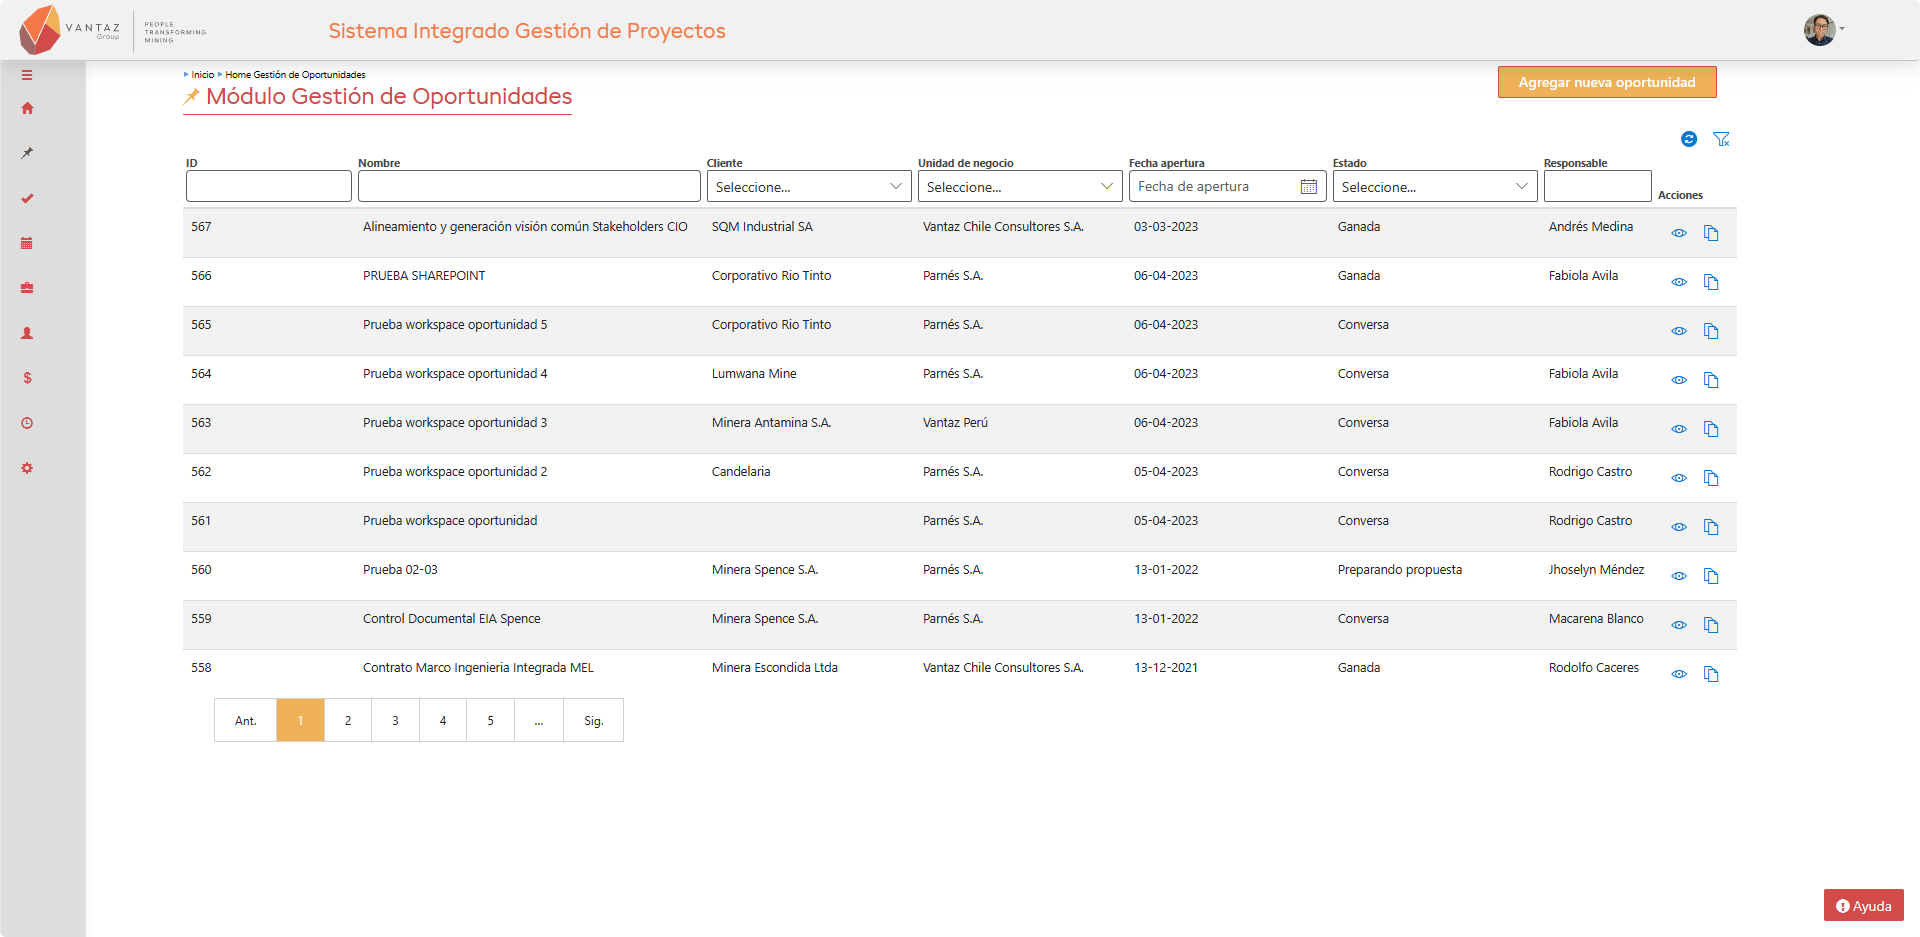 VANTAZ
Group
PEOPLE
TRANSFORMING
MINING
Sistema Integrado Gestión de Proyectos
Inicio Home Gestión de Oportunidades
Módulo Gestión de Oportunidades
Agregar nueva oportunidad
ID Nombre Cliente Unidad de negocio Fecha apertura Estado Responsable
Seleccione... Seleccione... Fecha de apertura Seleccione...
Acciones
567 Alineamiento y generación visión común Stakeholders CIO SQM Industrial SA Vantaz Chile Consultores S.A. 03-03-2023 Ganada Andrés Medina
566 PRUEBA SHAREPOINT Corporativo Rio Tinto Parnés S.A. 06-04-2023 Ganada Fabiola Avila
565 Prueba workspace oportunidad 5 Corporativo Rio Tinto Parnés S.A. 06-04-2023 Conversa
564 Prueba workspace oportunidad 4 Lumwana Mine Parnés S.A. 06-04-2023 Conversa Fabiola Avila
563 Prueba workspace oportunidad 3 Minera Antamina S.A. Vantaz Perú 06-04-2023 Conversa Fabiola Avila
562 Prueba workspace oportunidad 2 Candelaria Parnés S.A. 05-04-2023 Conversa Rodrigo Castro
561 Prueba workspace oportunidad Parnés S.A. 05-04-2023 Conversa Rodrigo Castro
560 Prueba 02-03 Minera Spence S.A. Parnés S.A. 13-01-2022 Preparando propuesta Jhoselyn Méndez
559 Control Documental EIA Spence Minera Spence S.A. Parnés S.A. 13-01-2022 Conversa Macarena Blanco
558 Contrato Marco Ingenieria Integrada MEL Minera Escondida Ltda Vantaz Chile Consultores S.A. 13-12-2021 Ganada Rodolfo Caceres
Ant. 1 2 3 4 5 ... Sig.
Ayuda